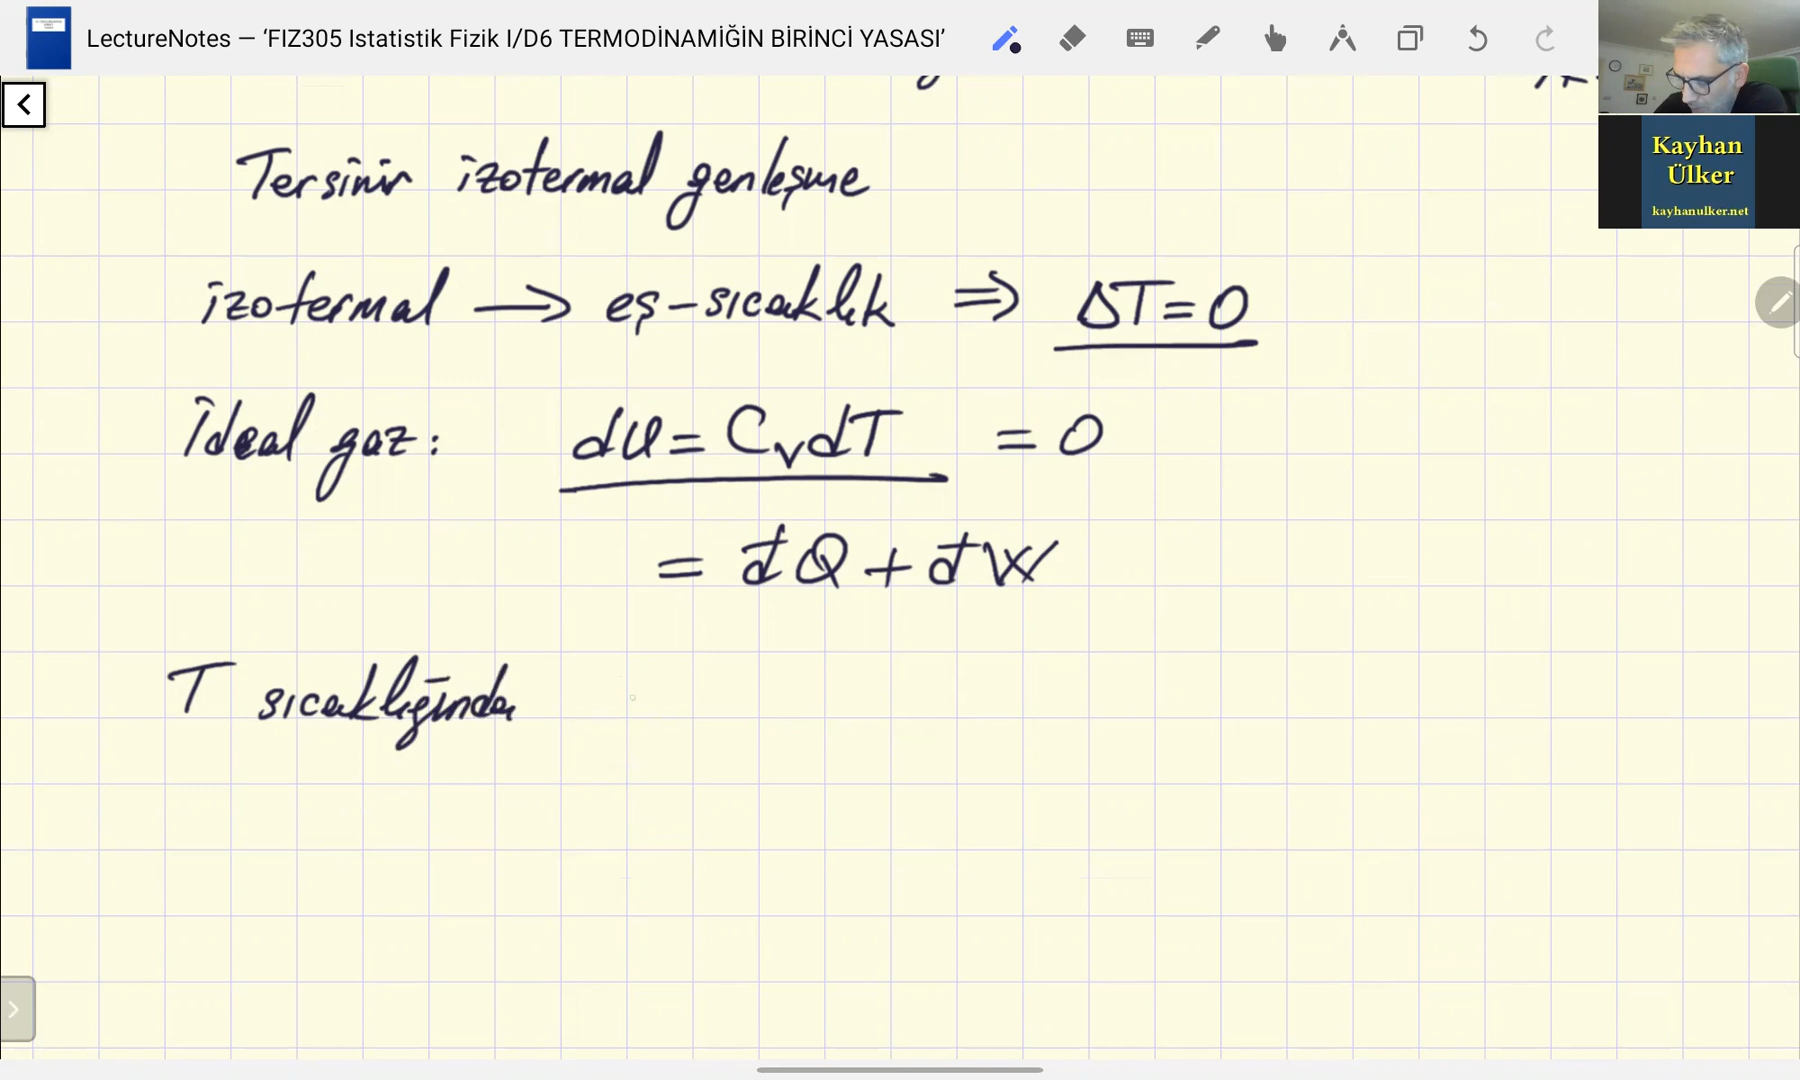 LectureNotes — ‘FIZ305 Istatistik Fizik I/D6 TERMODİNAMİĞİN BİRİNCİ YASASI’
Kayhan
Ülker
kayhanulker.net
Tersinir izotermal genleşme
izotermal → eş-sıcaklık ⇒ ΔT=0
İdeal gaz: dU = C_v dT = 0
= đQ + đW
T sıcaklığında